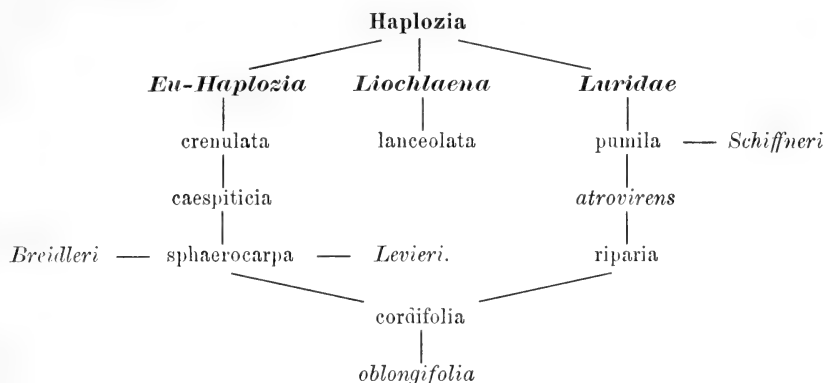 Haplozia
Eu-Haplozia Liochlaena Luridae
crenulata lanceolata pumila — Schiffneri
caespiticia atrovirens
Breidleri — sphaerocarpa — Levieri. riparia
cordifolia
oblongifolia